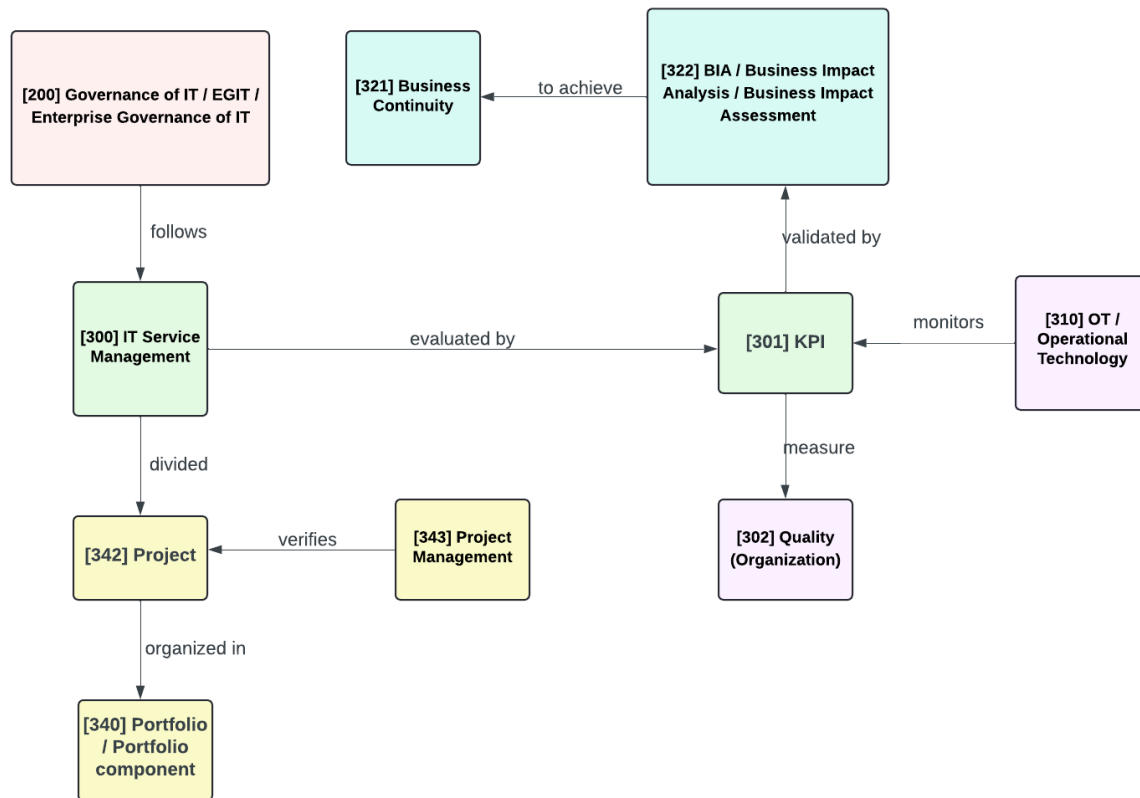 [200] Governance of IT / EGIT /
Enterprise Governance of IT
[321] Business
Continuity
to achieve
[322] BIA / Business Impact
Analysis / Business Impact
Assessment
follows
validated by
[300] IT Service
Management
evaluated by
[301] KPI
monitors
[310] OT /
Operational
Technology
divided
measure
[342] Project
verifies
[343] Project
Management
[302] Quality
(Organization)
organized in
[340] Portfolio
/ Portfolio
component